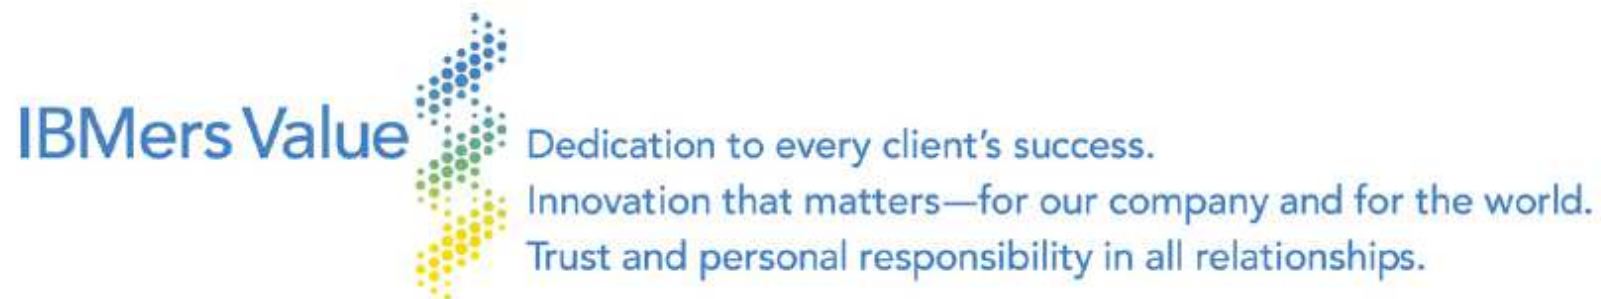 IBMers Value
Dedication to every client's success.
Innovation that matters—for our company and for the world.
Trust and personal responsibility in all relationships.